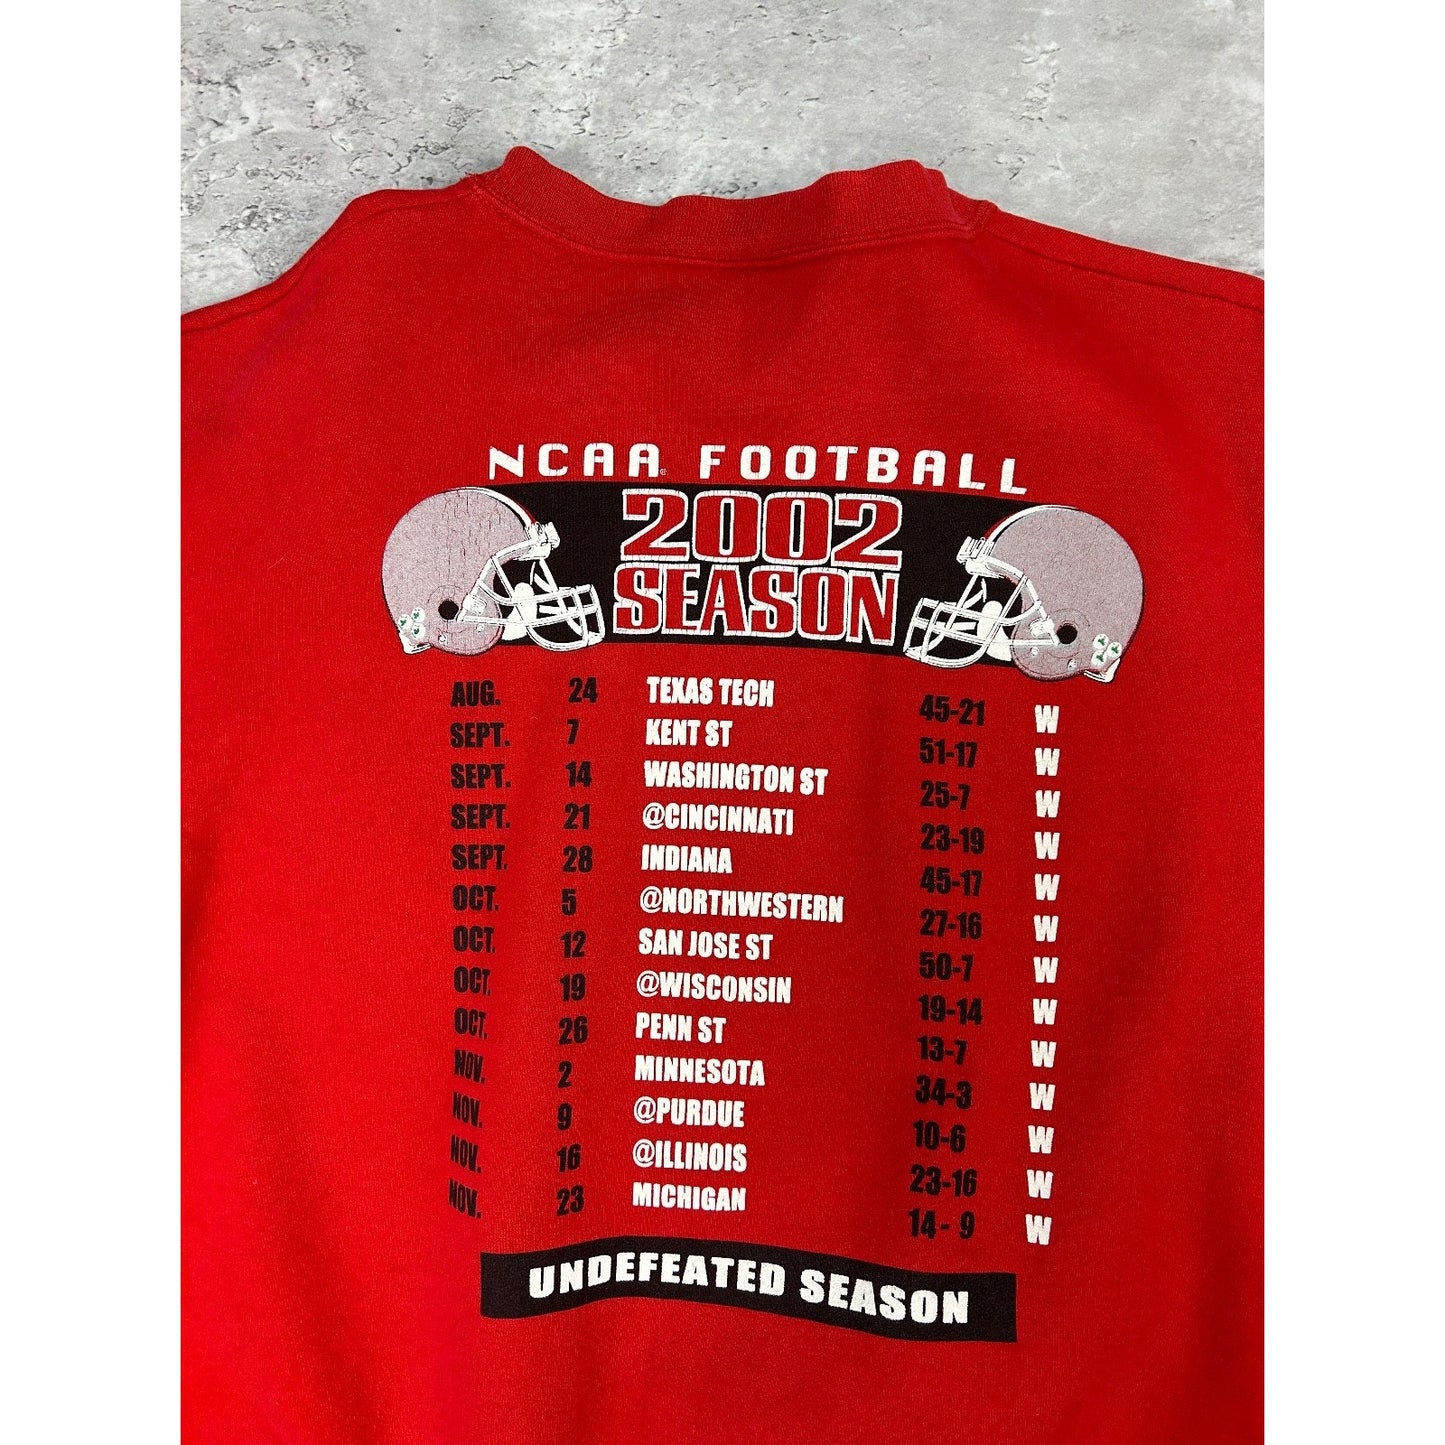 NCAA® FOOTBALL
2002
SEASON
AUG. 24 TEXAS TECH 45-21 W
SEPT. 7 KENT ST 51-17 W
SEPT. 14 WASHINGTON ST 25-7 W
SEPT. 21 @CINCINNATI 23-19 W
SEPT. 28 INDIANA 45-17 W
OCT. 5 @NORTHWESTERN 27-16 W
OCT. 12 SAN JOSE ST 50-7 W
OCT. 19 @WISCONSIN 19-14 W
OCT. 26 PENN ST 13-7 W
NOV. 2 MINNESOTA 34-3 W
NOV. 9 @PURDUE 10-6 W
NOV. 16 @ILLINOIS 23-16 W
NOV. 23 MICHIGAN 14-9 W
UNDEFEATED SEASON